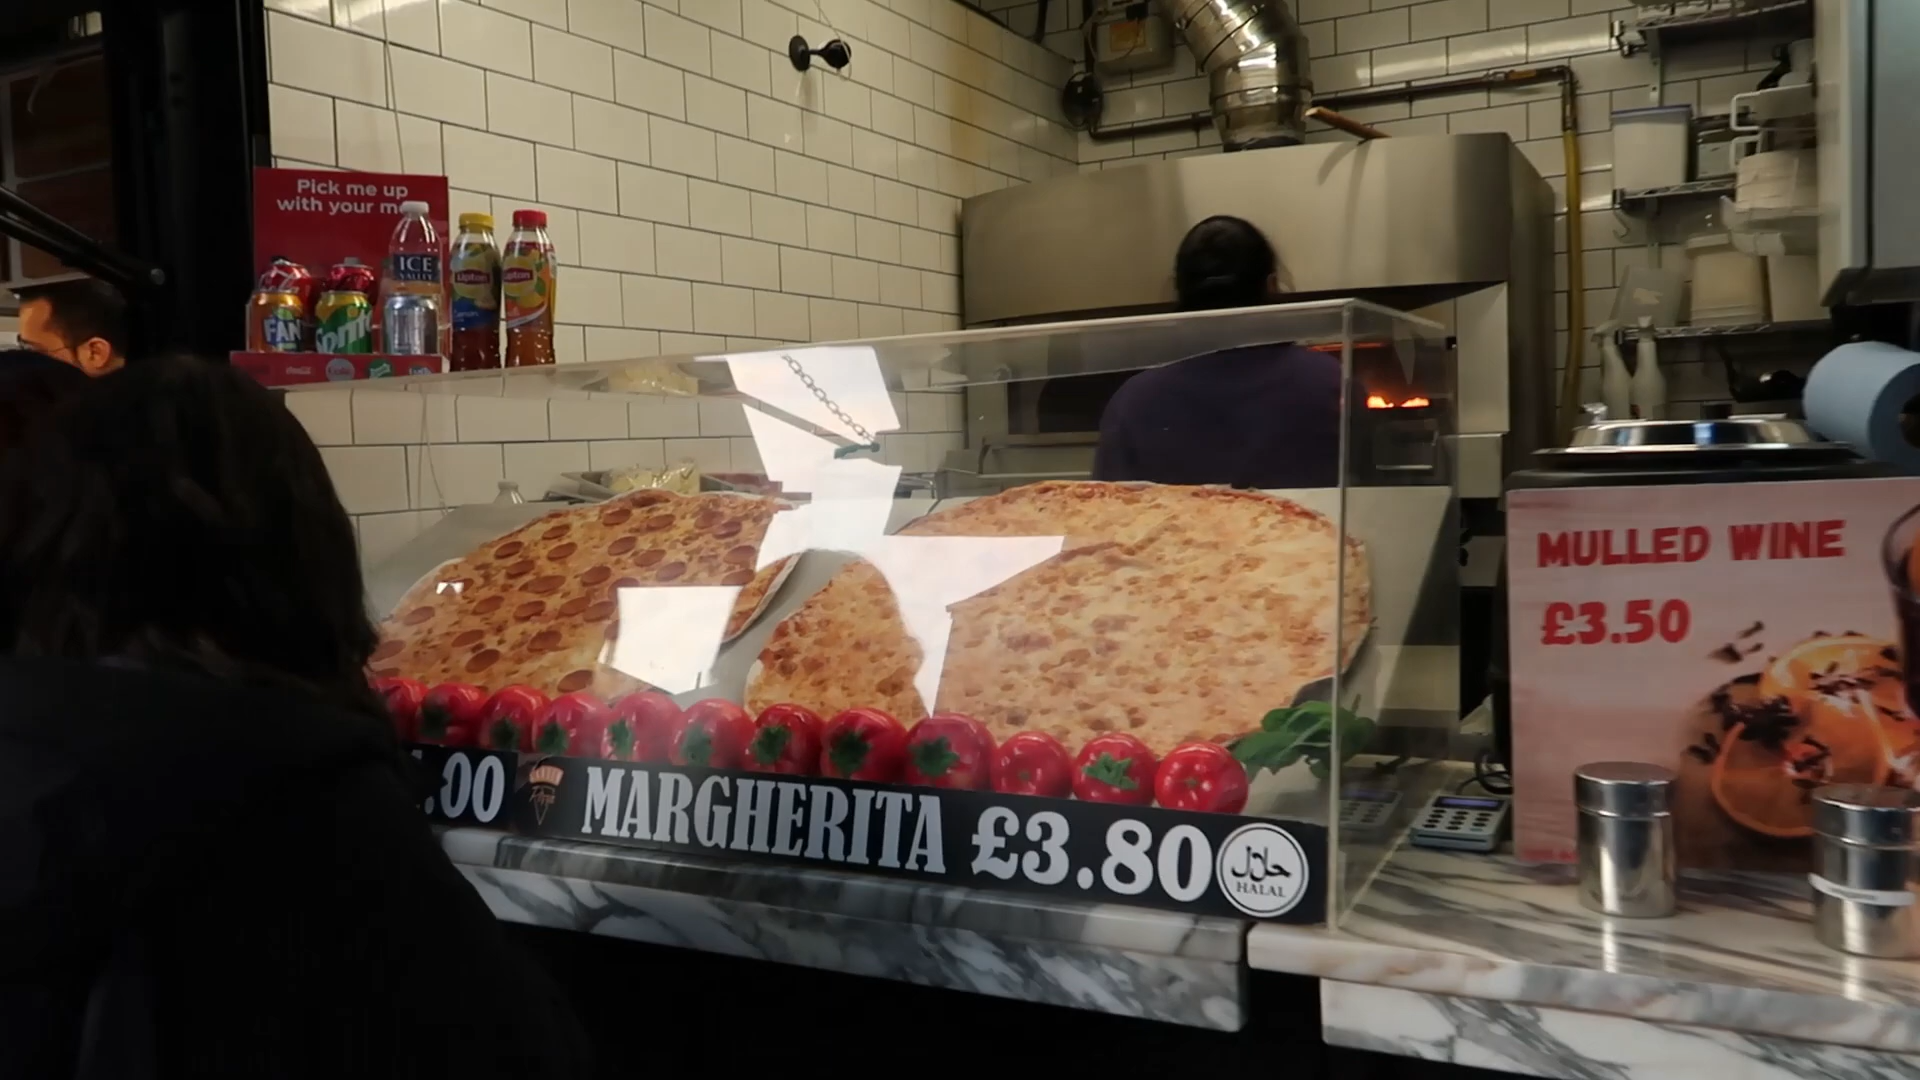 Pick me up
with your m
ICE
VALLEY
Lipton
Lipton
FAN
Sprite
MULLED WINE
£3.50
.00
MARGHERITA £3.80
حلال
HALAL